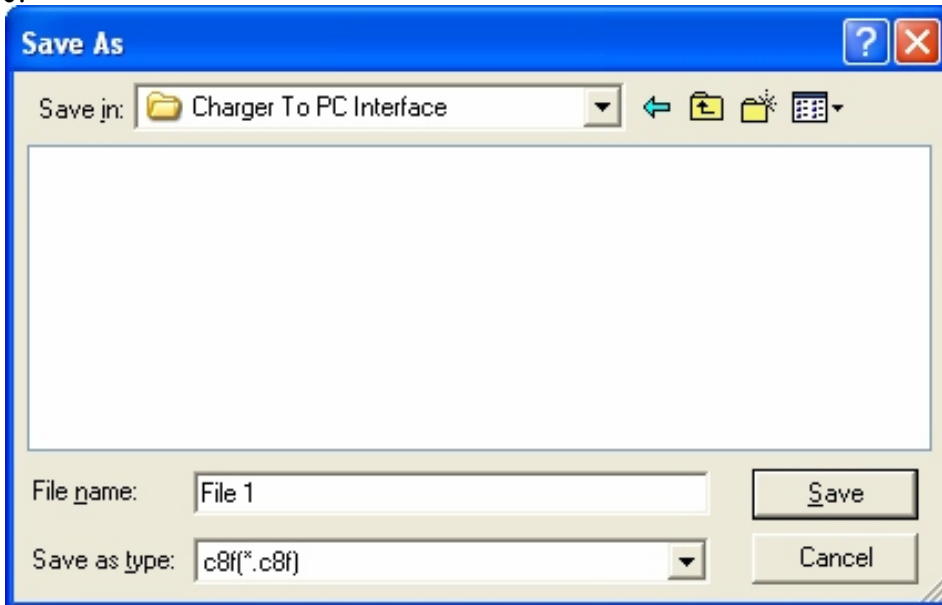 Save As
Save in: Charger To PC Interface
File name: File 1 Save
Save as type: c8f(*.c8f) Cancel